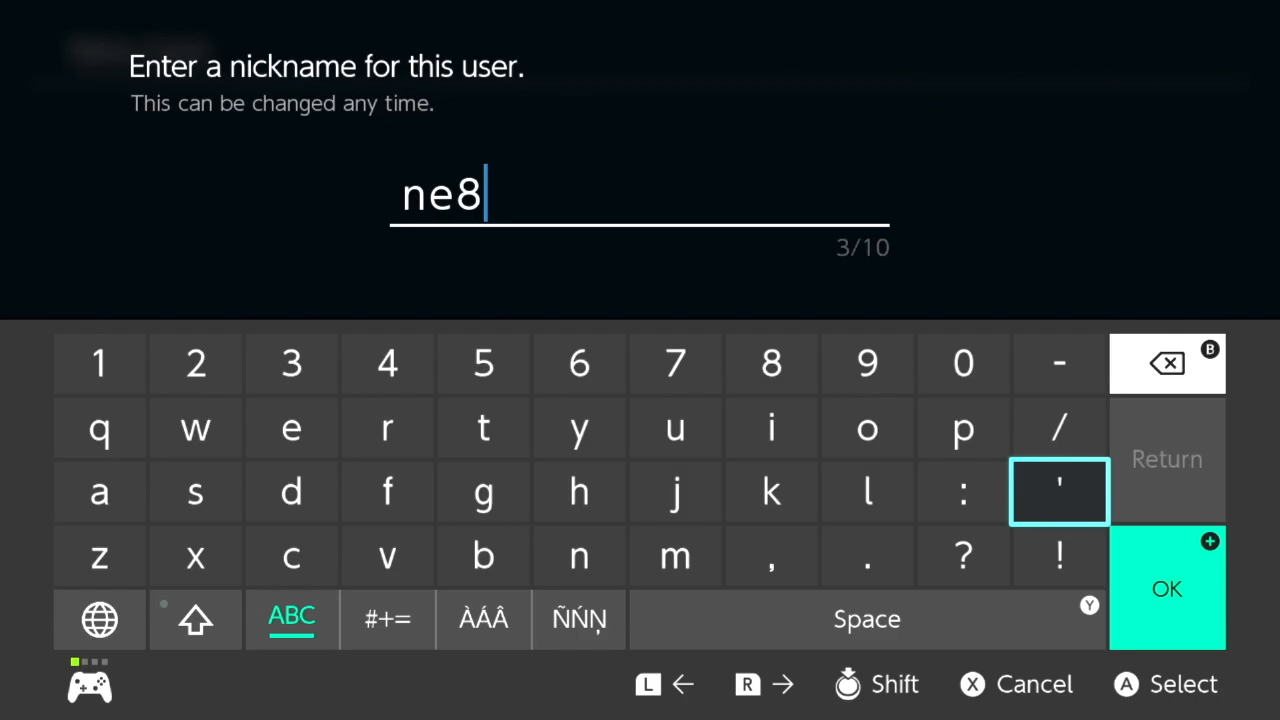 Enter a nickname for this user.
This can be changed any time.
ne8
3/10
1 2 3 4 5 6 7 8 9 0 - B
q w e r t y u i o p /
Return
a s d f g h j k l : '
z x c v b n m , . ? ! +
OK
ABC #+= ÀÁÂ ÑŃŅ Space Y
L ← R → Shift X Cancel A Select